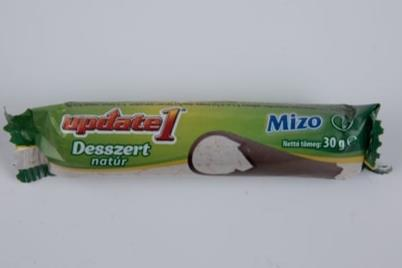 update1
Desszert
natúr
Mizo
Nettó tömeg: 30 g e